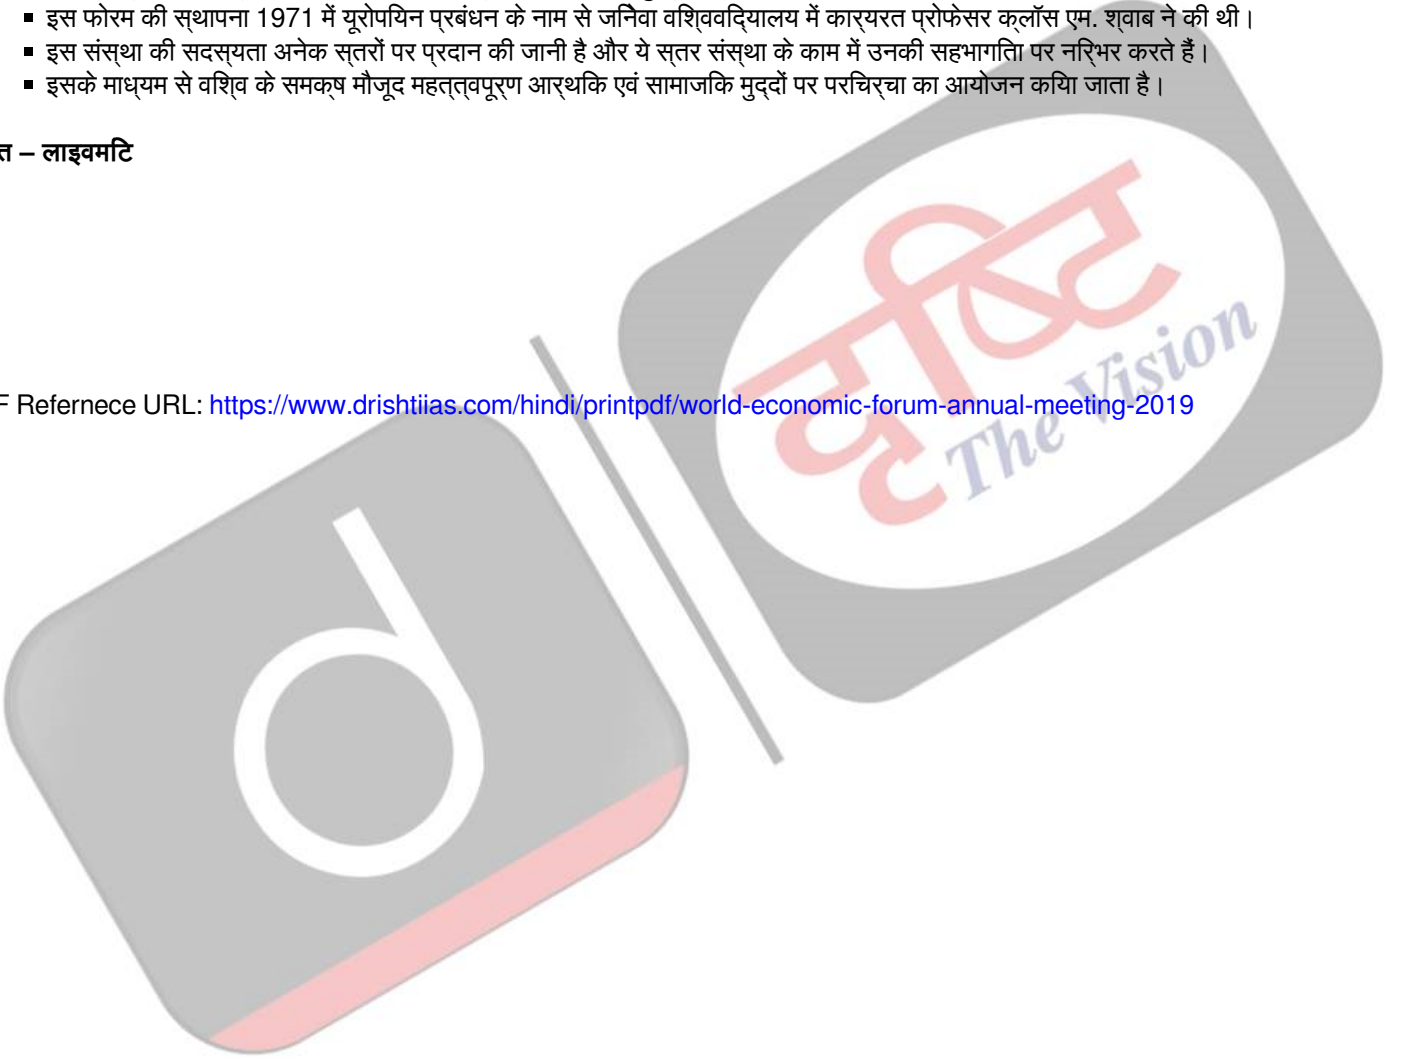 इस फोरम की स्थापना 1971 में यूरोपियन प्रबंधन के नाम से जिनेवा विश्वविद्यालय में कार्यरत प्रोफेसर क्लॉस एम. श्वाब ने की थी।
इस संस्था की सदस्यता अनेक स्तरों पर प्रदान की जानी है और ये स्तर संस्था के काम में उनकी सहभागिता पर निर्भर करते हैं।
इसके माध्यम से विश्व के समक्ष मौजूद महत्त्वपूर्ण आर्थिक एवं सामाजिक मुद्दों पर परिचर्चा का आयोजन किया जाता है।
त – लाइवमिंट
F Refernece URL: https://www.drishtiias.com/hindi/printpdf/world-economic-forum-annual-meeting-2019
दृष्टि
The Vision
d